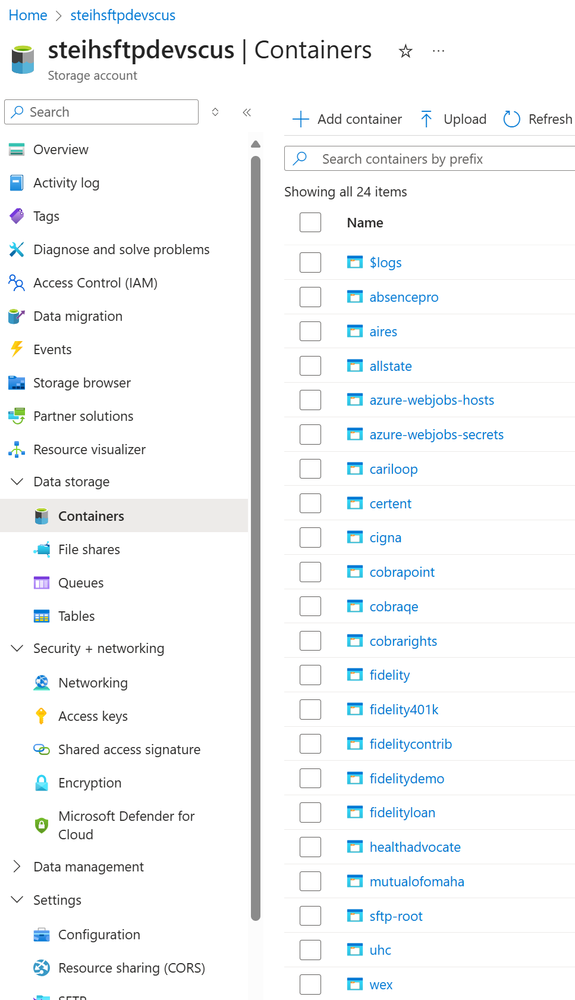 Home > steihsftpdevscus
steihsftpdevscus | Containers
Storage account
Search
Overview
Activity log
Tags
Diagnose and solve problems
Access Control (IAM)
Data migration
Events
Storage browser
Partner solutions
Resource visualizer
Data storage
Containers
File shares
Queues
Tables
Security + networking
Networking
Access keys
Shared access signature
Encryption
Microsoft Defender for
Cloud
Data management
Settings
Configuration
Resource sharing (CORS)
SFTP
Add container
Upload
Refresh
Search containers by prefix
Showing all 24 items
Name
$logs
absencepro
aires
allstate
azure-webjobs-hosts
azure-webjobs-secrets
cariloop
certent
cigna
cobrapoint
cobraqe
cobrarights
fidelity
fidelity401k
fidelitycontrib
fidelitydemo
fidelityloan
healthadvocate
mutualofomaha
sftp-root
uhc
wex